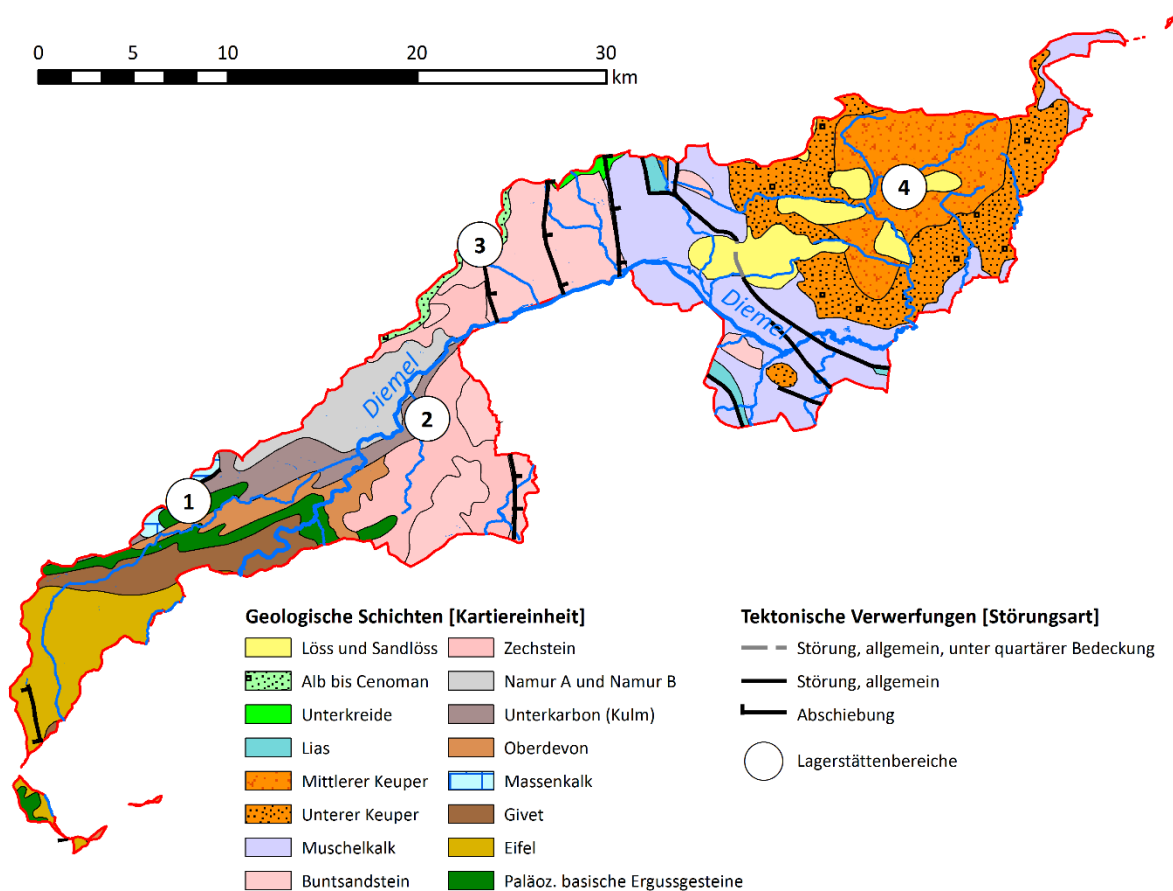 0 5 10 20 30
km
4
3
Diemel
Diemel
2
1
Geologische Schichten [Kartiereinheit]
Löss und Sandlöss
Alb bis Cenoman
Unterkreide
Lias
Mittlerer Keuper
Unterer Keuper
Muschelkalk
Buntsandstein
Zechstein
Namur A und Namur B
Unterkarbon (Kulm)
Oberdevon
Massenkalk
Givet
Eifel
Paläoz. basische Ergussgesteine
Tektonische Verwerfungen [Störungsart]
Störung, allgemein, unter quartärer Bedeckung
Störung, allgemein
Abschiebung
Lagerstättenbereiche